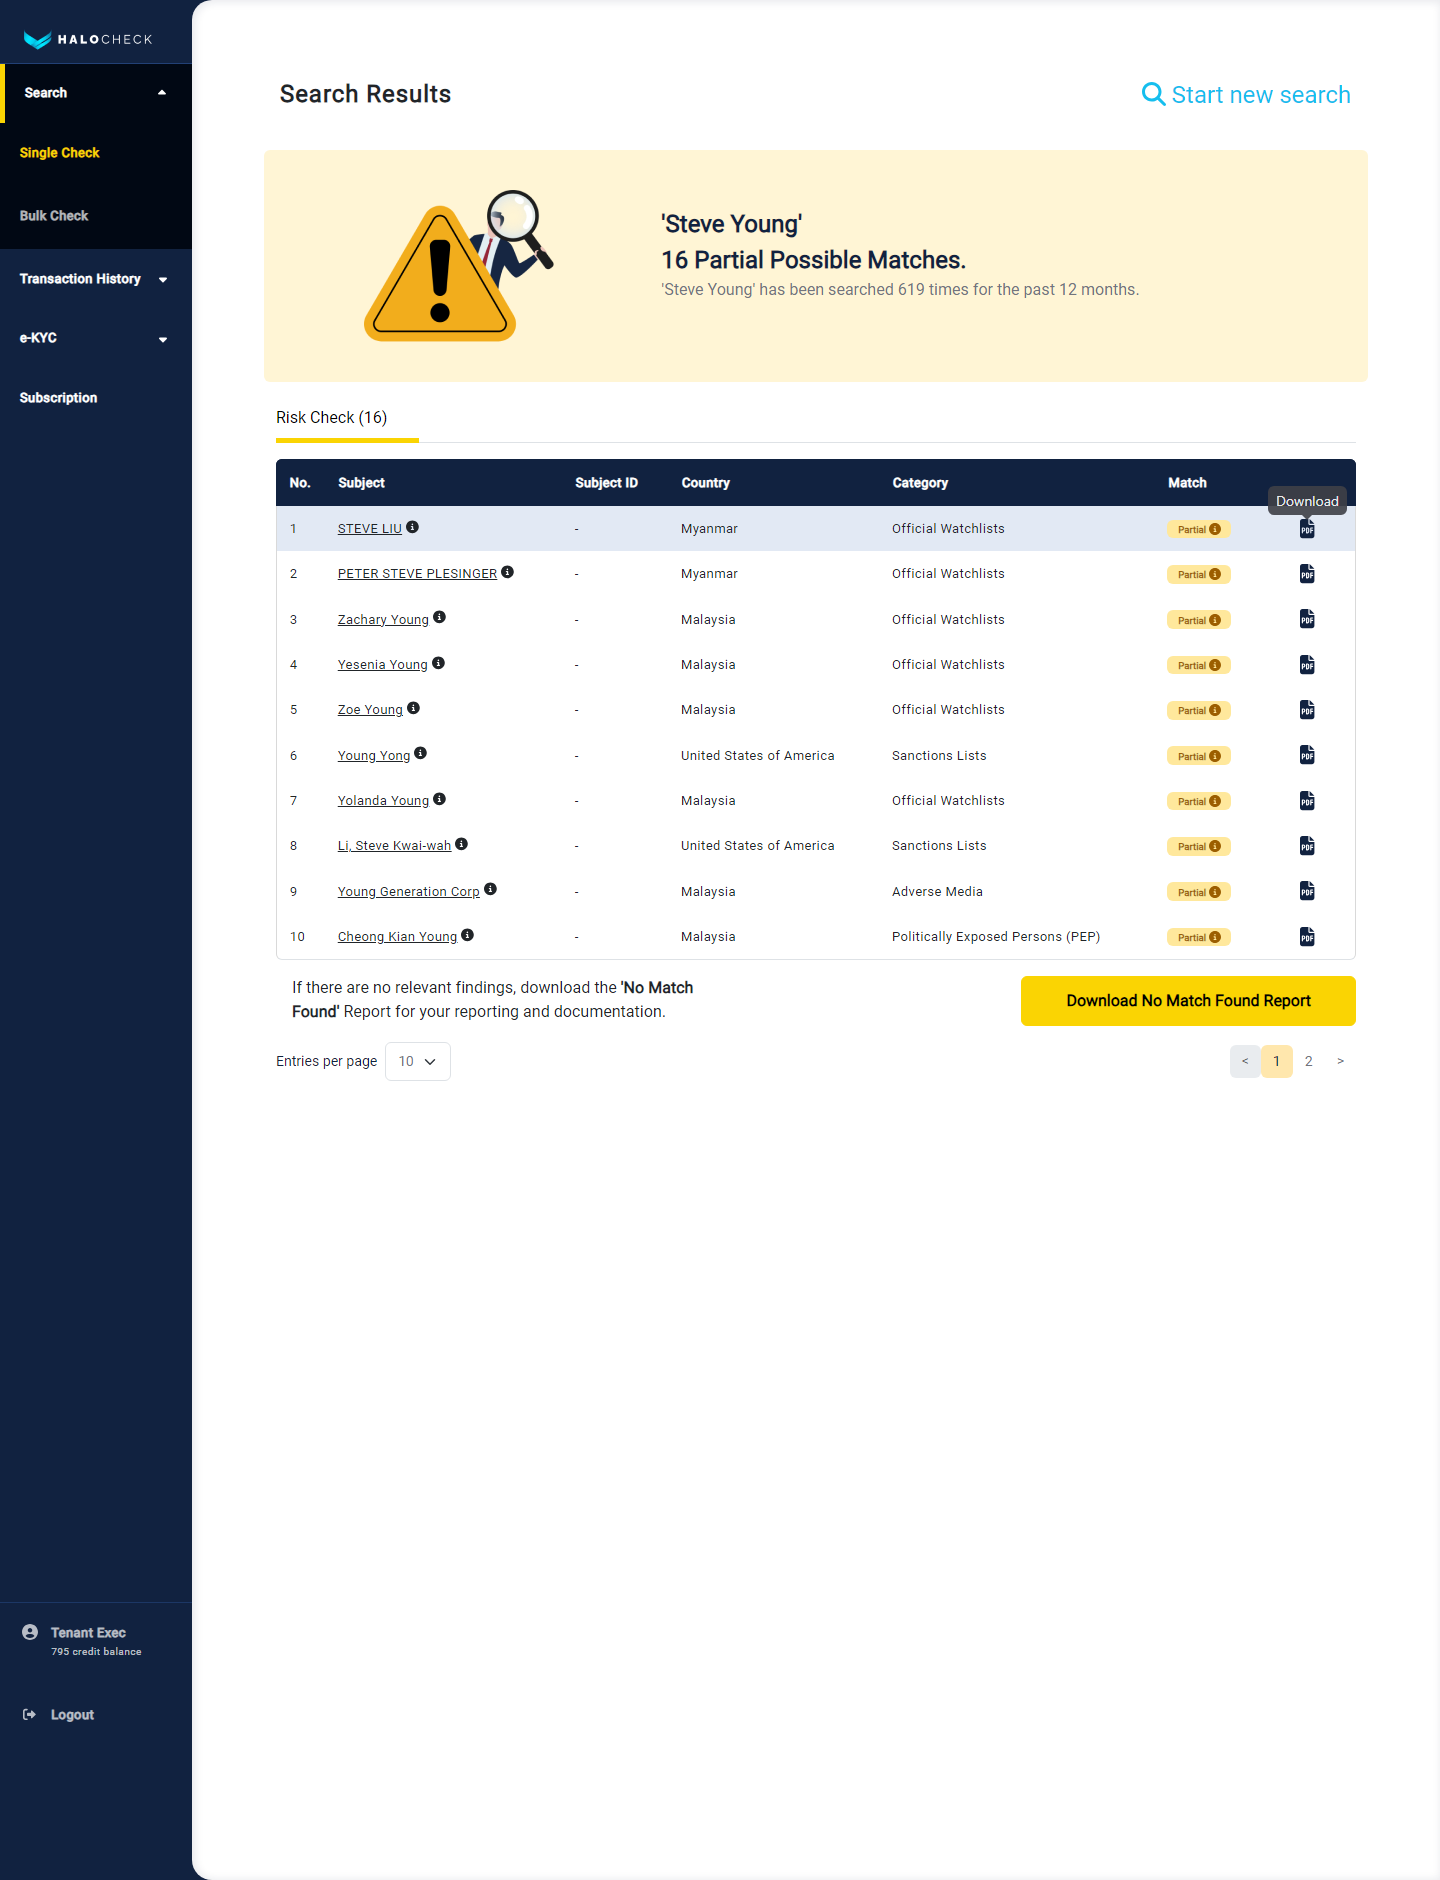 HALOCHECK
Search
Single Check
Bulk Check
Transaction History
e-KYC
Subscription
Search Results
Start new search
'Steve Young'
16 Partial Possible Matches.
'Steve Young' has been searched 619 times for the past 12 months.
Risk Check (16)
No. Subject Subject ID Country Category Match
Download
1 STEVE LIU - Myanmar Official Watchlists Partial PDF
2 PETER STEVE PLESINGER - Myanmar Official Watchlists Partial PDF
3 Zachary Young - Malaysia Official Watchlists Partial PDF
4 Yesenia Young - Malaysia Official Watchlists Partial PDF
5 Zoe Young - Malaysia Official Watchlists Partial PDF
6 Young Yong - United States of America Sanctions Lists Partial PDF
7 Yolanda Young - Malaysia Official Watchlists Partial PDF
8 Li, Steve Kwai-wah - United States of America Sanctions Lists Partial PDF
9 Young Generation Corp - Malaysia Adverse Media Partial PDF
10 Cheong Kian Young - Malaysia Politically Exposed Persons (PEP) Partial PDF
If there are no relevant findings, download the 'No Match
Found' Report for your reporting and documentation.
Download No Match Found Report
Entries per page 10
< 1 2 >
Tenant Exec
795 credit balance
Logout